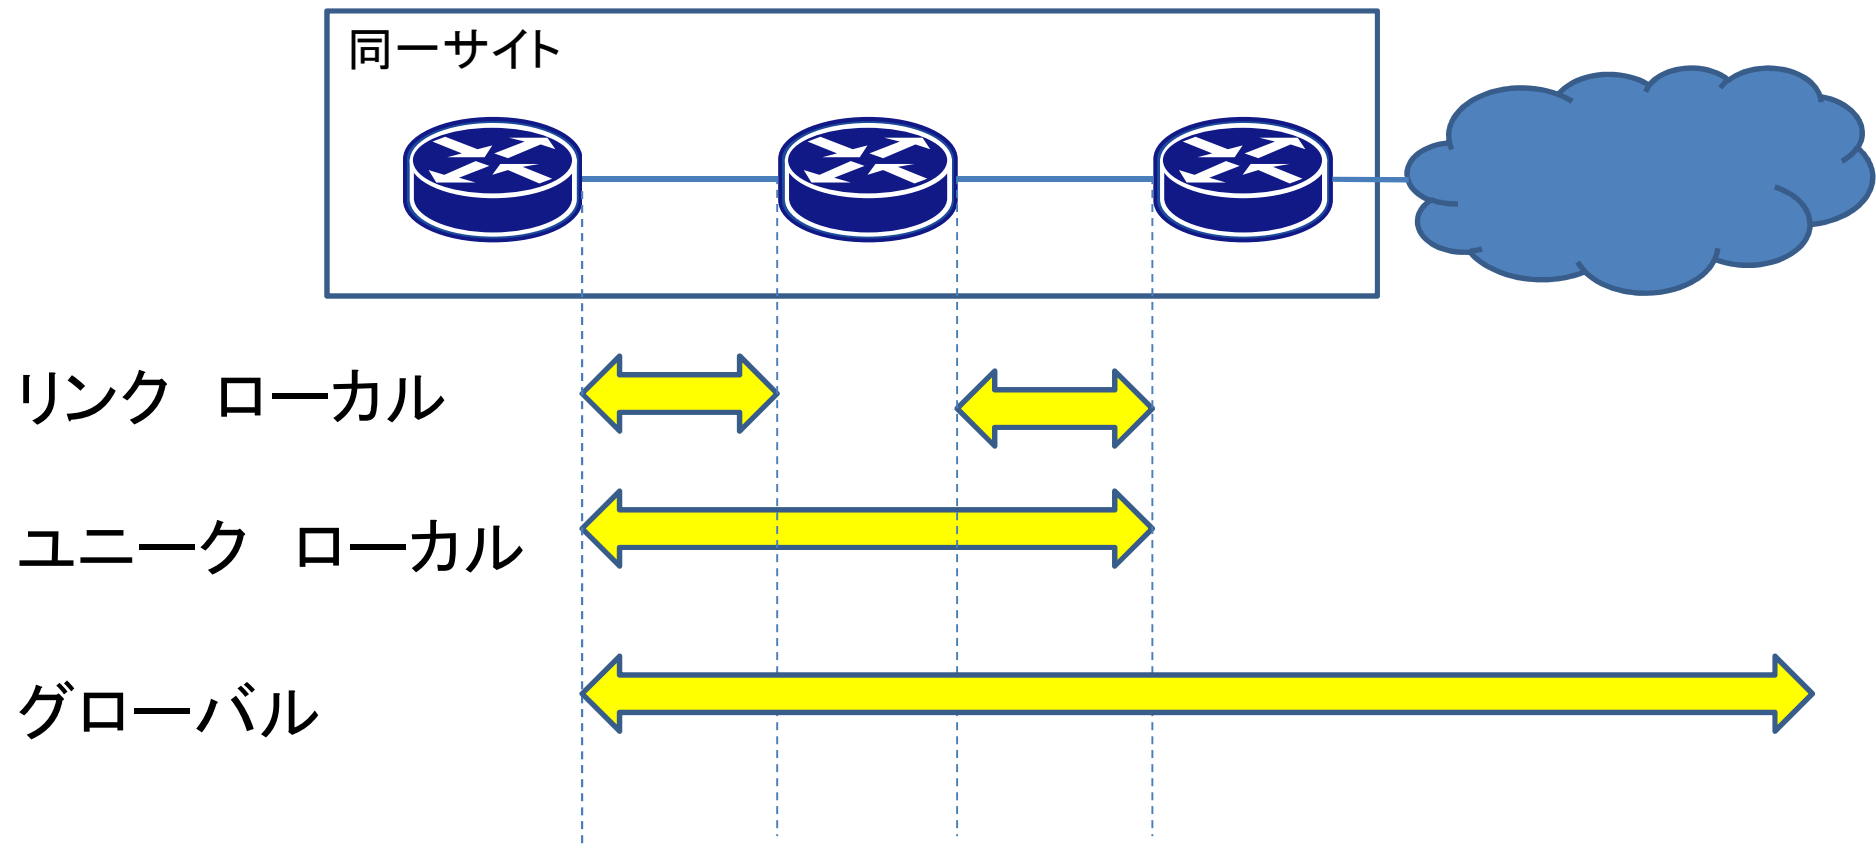 同一サイト
リンク　ローカル
ユニーク　ローカル
グローバル